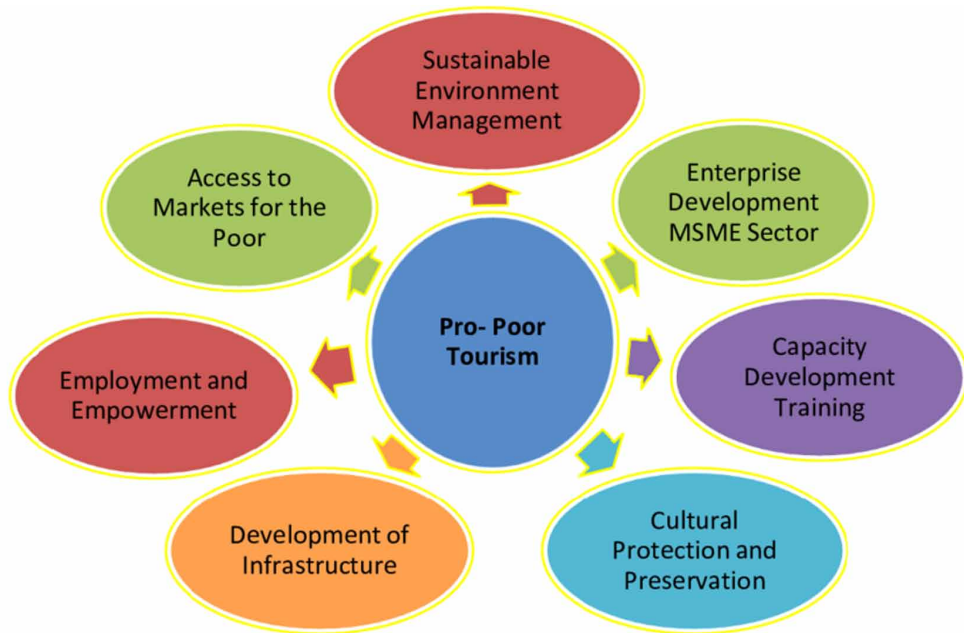 Sustainable
Environment
Management
Access to
Markets for the
Poor
Enterprise
Development
MSME Sector
Pro- Poor
Tourism
Employment and
Empowerment
Capacity
Development
Training
Development of
Infrastructure
Cultural
Protection and
Preservation